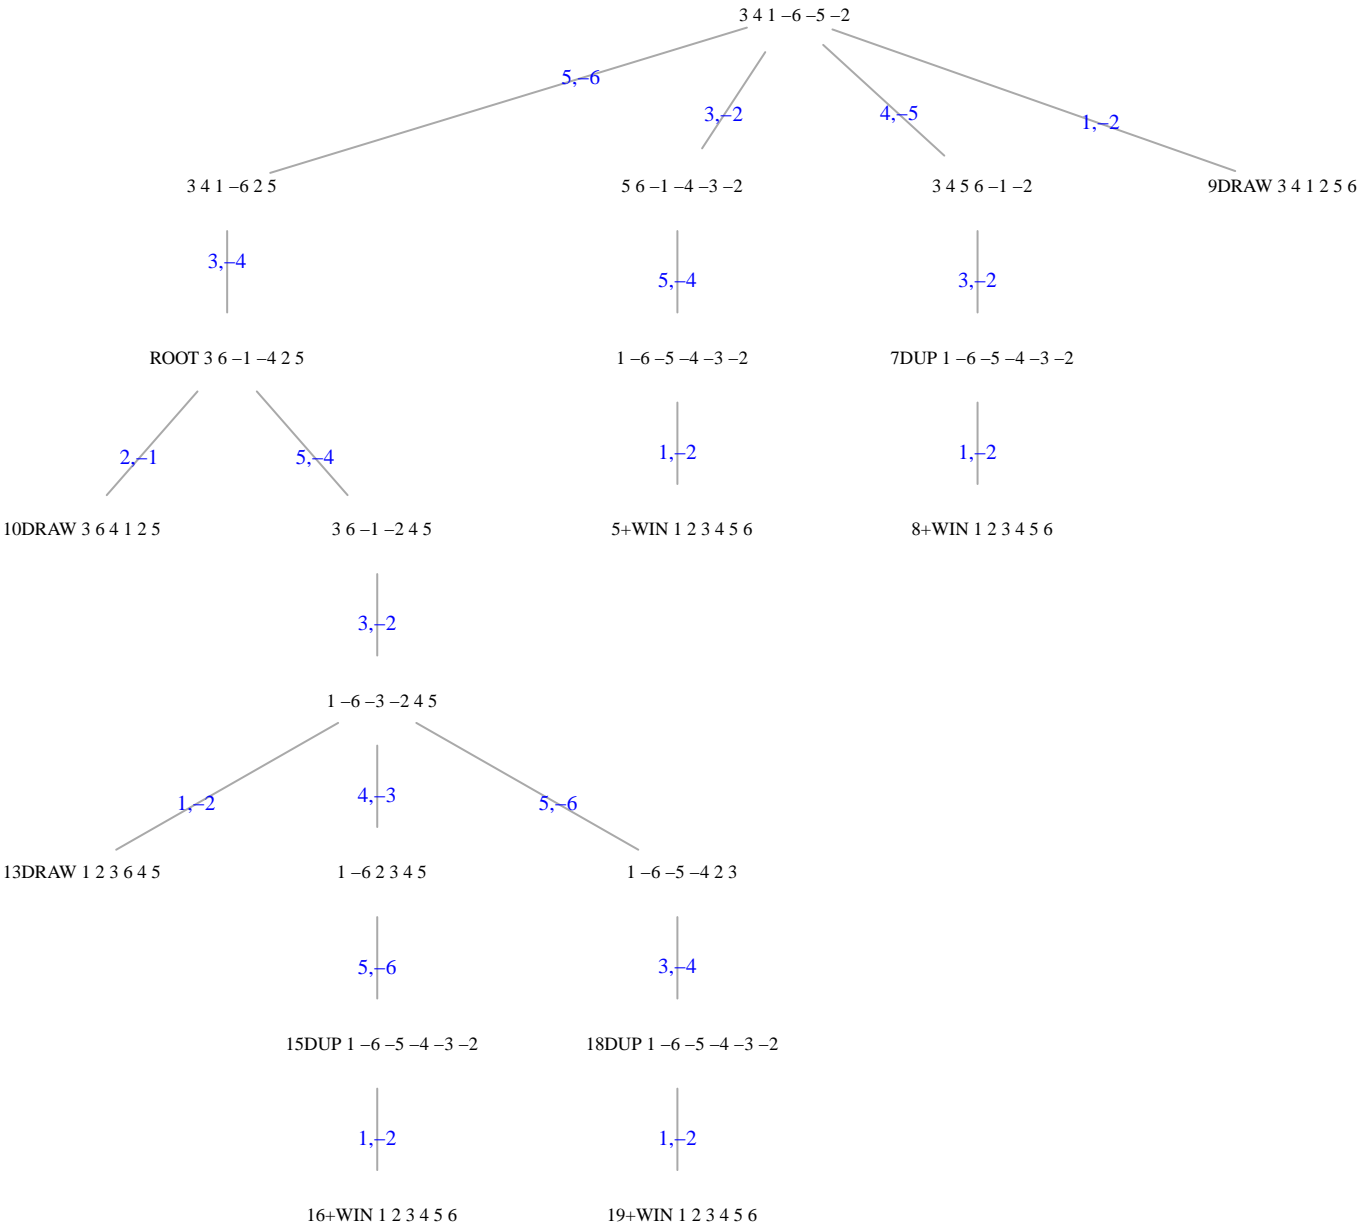 3 4 1 –6 –5 –2
5,–6
3,–2
4,–5
1,–2
3 4 1 –6 2 5
5 6 –1 –4 –3 –2
3 4 5 6 –1 –2
9DRAW 3 4 1 2 5 6
3,–4
5,–4
3,–2
ROOT 3 6 –1 –4 2 5
1 –6 –5 –4 –3 –2
7DUP 1 –6 –5 –4 –3 –2
2,–1
5,–4
1,–2
1,–2
10DRAW 3 6 4 1 2 5
3 6 –1 –2 4 5
5+WIN 1 2 3 4 5 6
8+WIN 1 2 3 4 5 6
3,–2
1 –6 –3 –2 4 5
1,–2
4,–3
5,–6
13DRAW 1 2 3 6 4 5
1 –6 2 3 4 5
1 –6 –5 –4 2 3
5,–6
3,–4
15DUP 1 –6 –5 –4 –3 –2
18DUP 1 –6 –5 –4 –3 –2
1,–2
1,–2
16+WIN 1 2 3 4 5 6
19+WIN 1 2 3 4 5 6